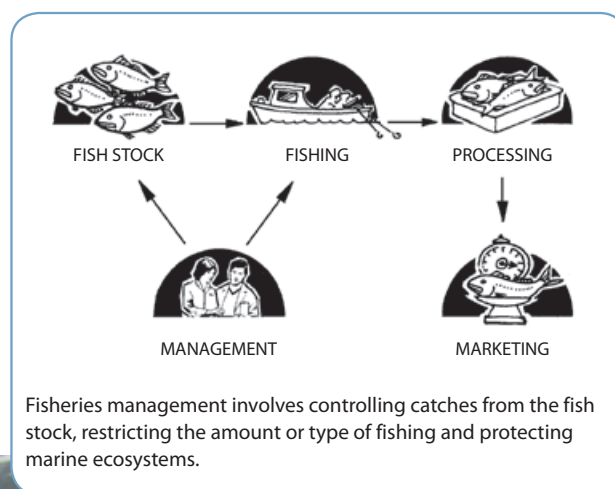 FISH STOCK
FISHING
PROCESSING
MANAGEMENT
MARKETING
Fisheries management involves controlling catches from the fish
stock, restricting the amount or type of fishing and protecting
marine ecosystems.